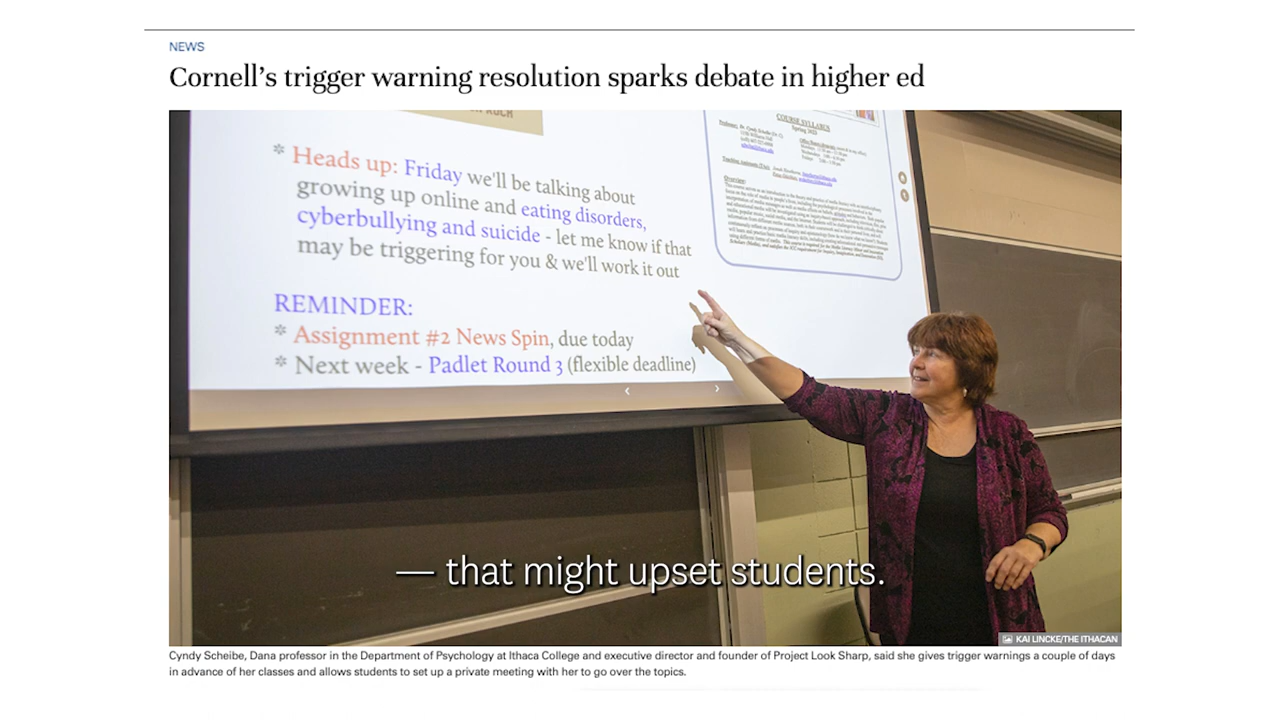 NEWS
Cornell's trigger warning resolution sparks debate in higher ed
* Heads up: Friday we'll be talking about
growing up online and eating disorders,
cyberbullying and suicide - let me know if that
may be triggering for you & we'll work it out
REMINDER:
* Assignment #2 News Spin, due today
* Next week - Padlet Round 3 (flexible deadline)
COURSE SYLLABUS
Spring 2023
Overview:
— that might upset students.
KAI LINCKE/THE ITHACAN
Cyndy Scheibe, Dana professor in the Department of Psychology at Ithaca College and executive director and founder of Project Look Sharp, said she gives trigger warnings a couple of days
in advance of her classes and allows students to set up a private meeting with her to go over the topics.